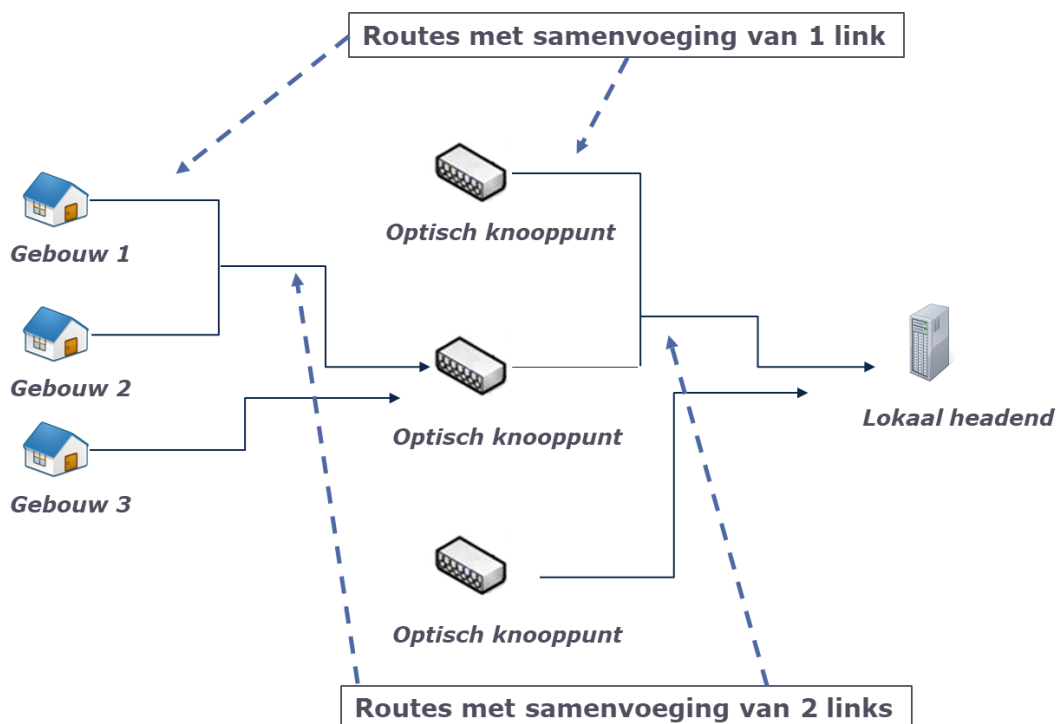 Routes met samenvoeging van 1 link
Gebouw 1
Optisch knooppunt
Gebouw 2
Optisch knooppunt
Lokaal headend
Gebouw 3
Optisch knooppunt
Routes met samenvoeging van 2 links